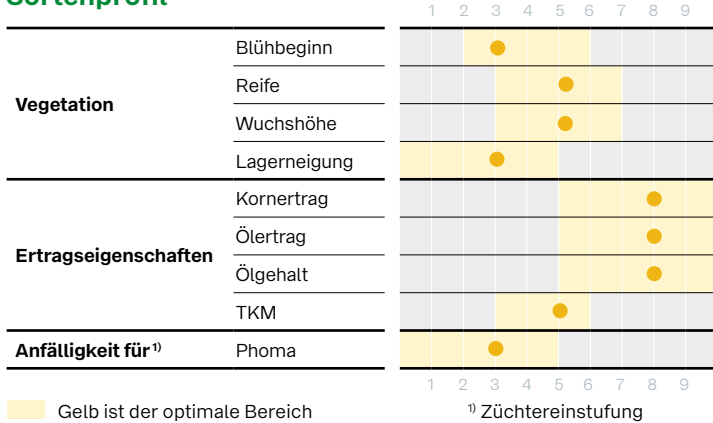 Sortenprofil
1 2 3 4 5 6 7 8 9
Vegetation
Blühbeginn
Reife
Wuchshöhe
Lagerneigung
Ertragseigenschaften
Kornertrag
Ölertrag
Ölgehalt
TKM
Anfälligkeit für 1) Phoma
1 2 3 4 5 6 7 8 9
Gelb ist der optimale Bereich
1) Züchtereinstufung